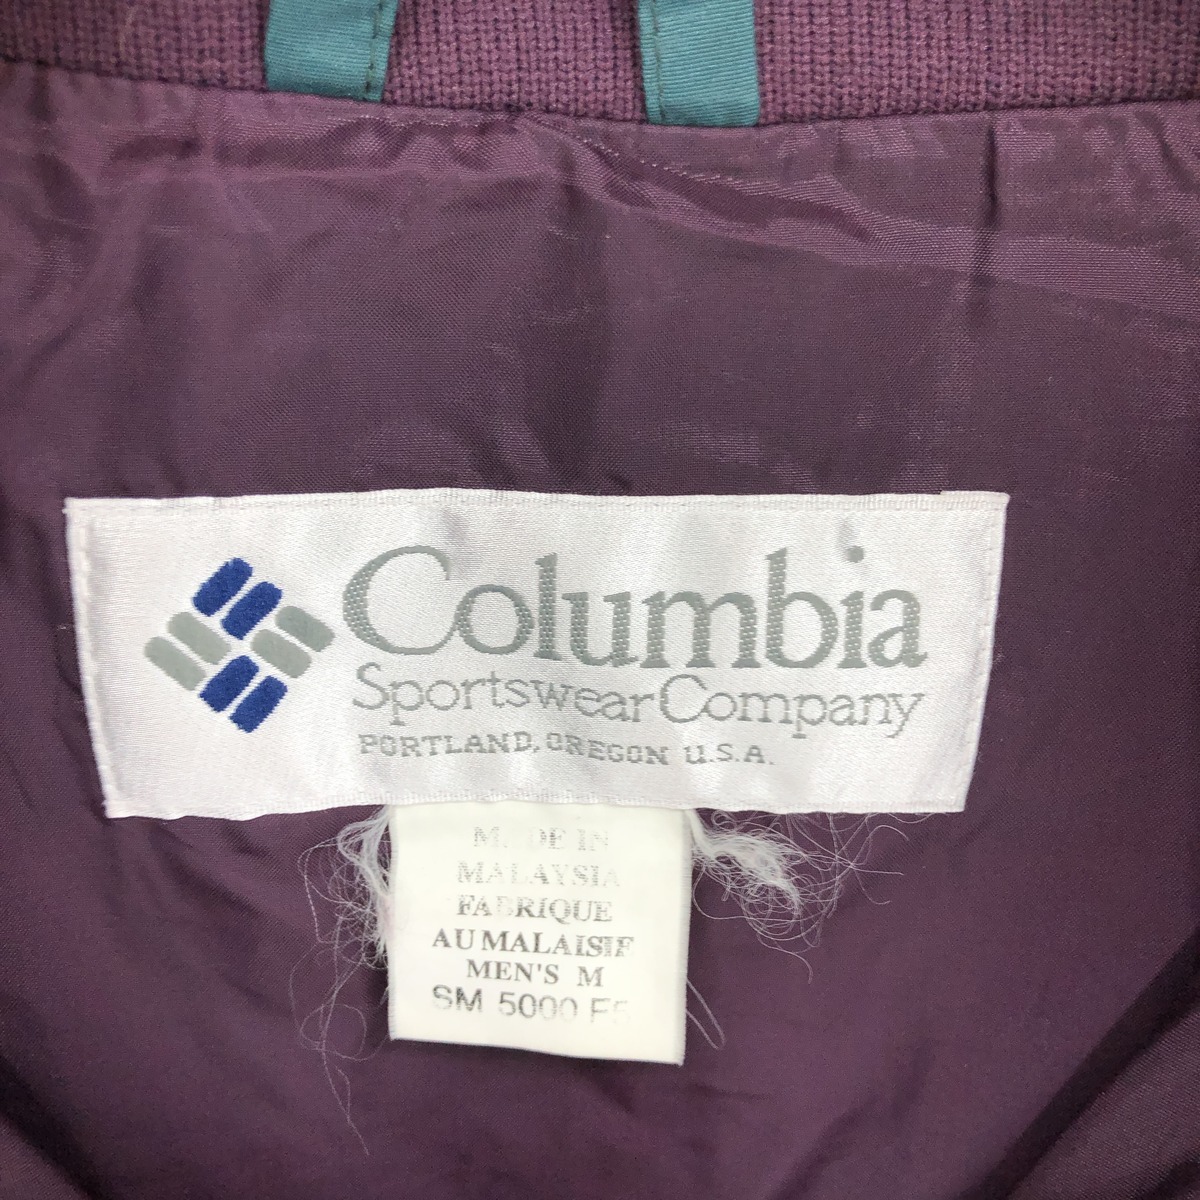 Columbia
Sportswear Company
PORTLAND, OREGON U.S.A.
MADE IN
MALAYSIA
FABRIQUE
AU MALAISIE
MEN'S M
SM 5000 F5